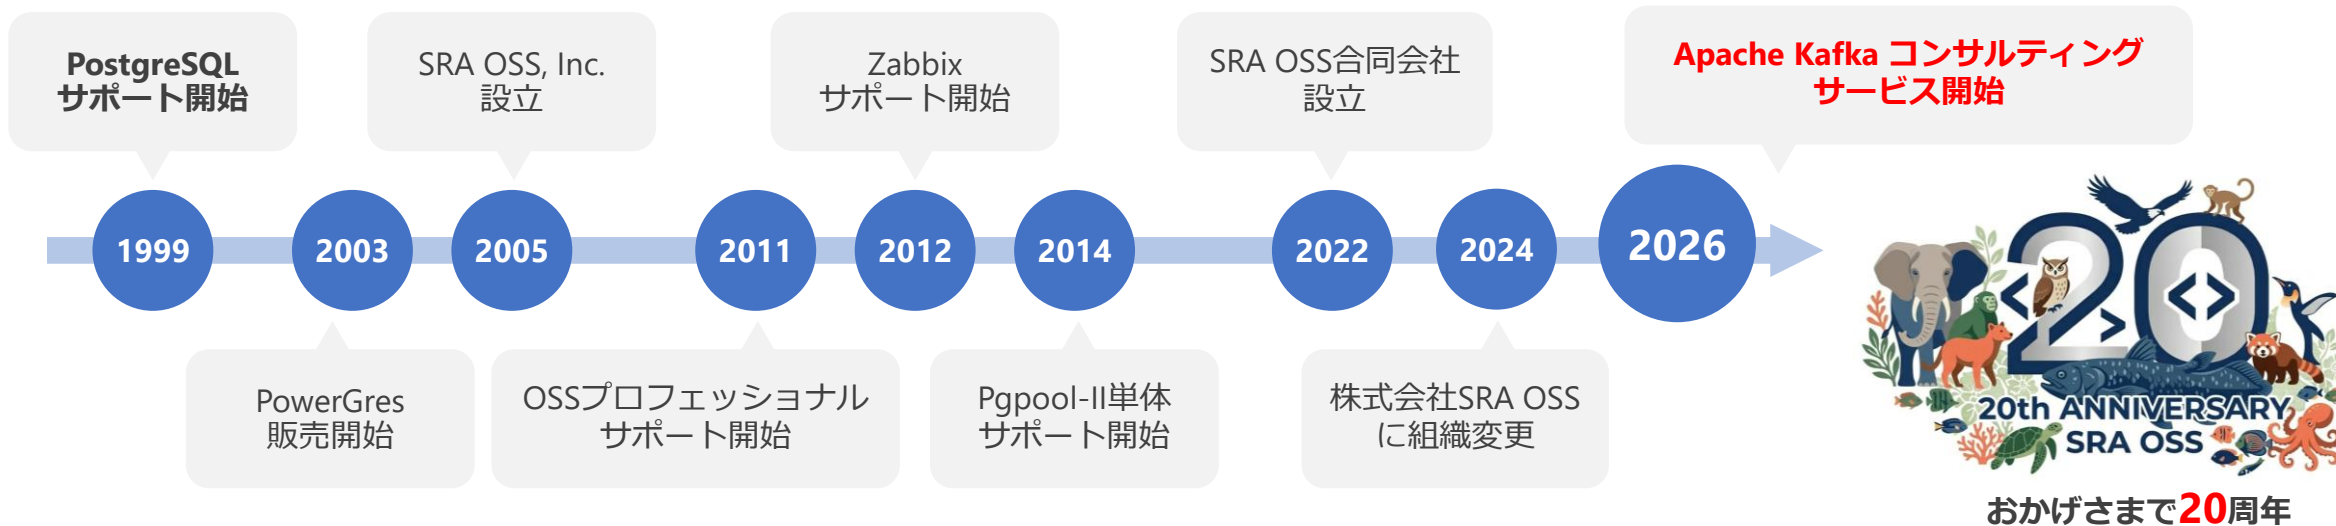 PostgreSQL
サポート開始
SRA OSS, Inc.
設立
Zabbix
サポート開始
SRA OSS合同会社
設立
Apache Kafka コンサルティング
サービス開始
1999
2003
2005
2011
2012
2014
2022
2024
2026
PowerGres
販売開始
OSSプロフェッショナル
サポート開始
Pgpool-II単体
サポート開始
株式会社SRA OSS
に組織変更
20
20th ANNIVERSARY
SRA OSS
おかげさまで20周年